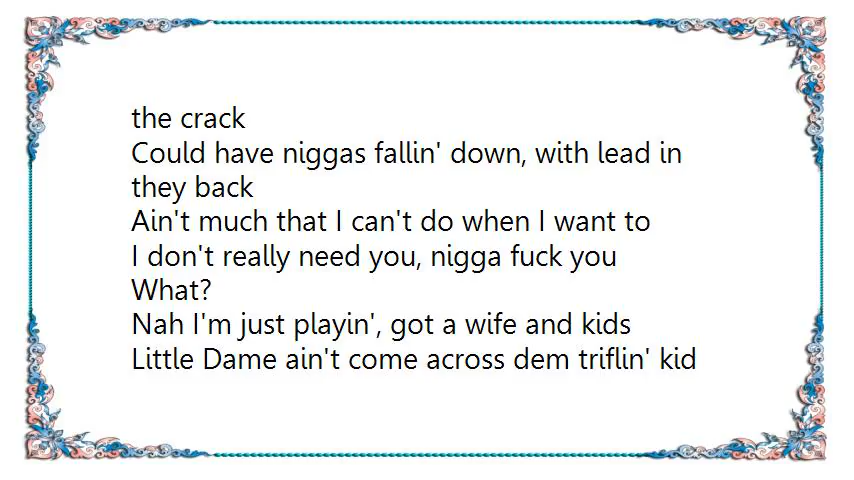 the crack
Could have niggas fallin' down, with lead in
they back
Ain't much that I can't do when I want to
I don't really need you, nigga fuck you
What?
Nah I'm just playin', got a wife and kids
Little Dame ain't come across dem triflin' kid